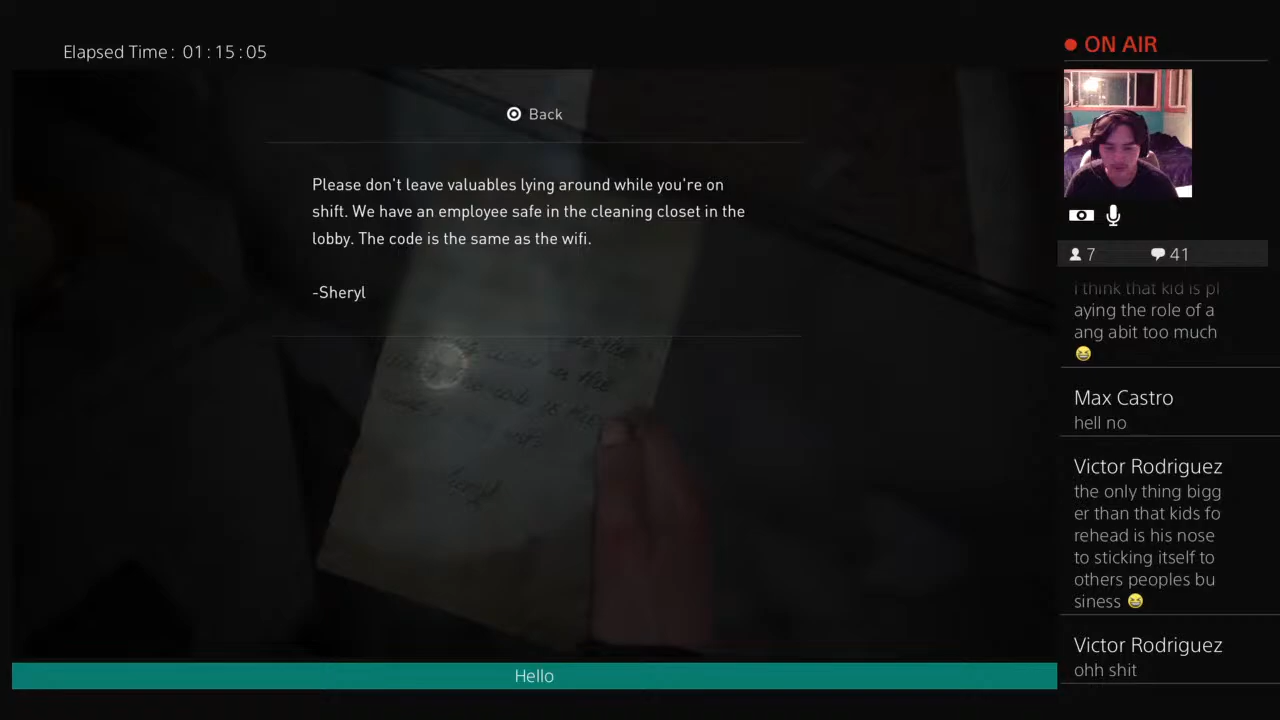 Elapsed Time: 01:15:05
Back
Please don't leave valuables lying around while you're on
shift. We have an employee safe in the cleaning closet in the
lobby. The code is the same as the wifi.
-Sheryl
Hello
ON AIR
7 41
i think that kid is pl
aying the role of a
ang abit too much
😆
Max Castro
hell no
Victor Rodriguez
the only thing bigg
er than that kids fo
rehead is his nose
to sticking itself to
others peoples bu
siness 😆
Victor Rodriguez
ohh shit